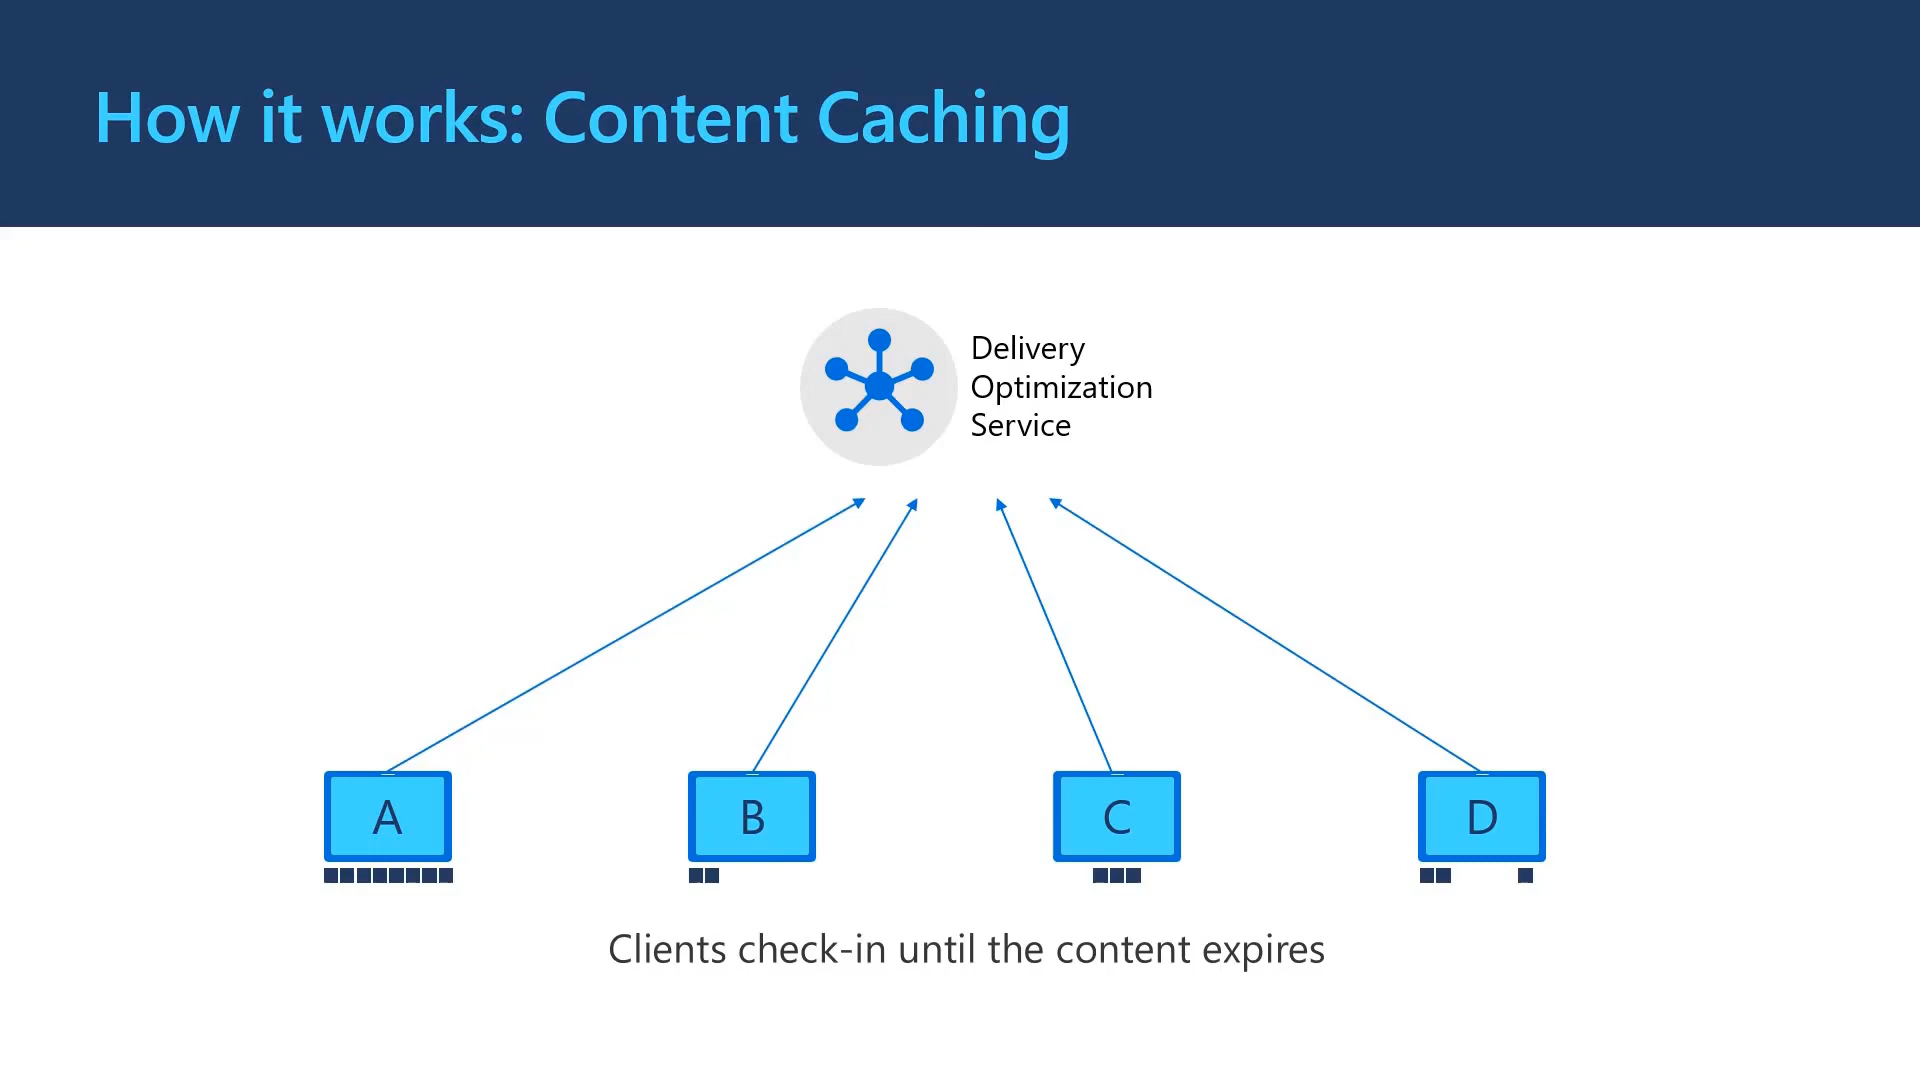 How it works: Content Caching
Delivery
Optimization
Service
A
B
C
D
Clients check-in until the content expires